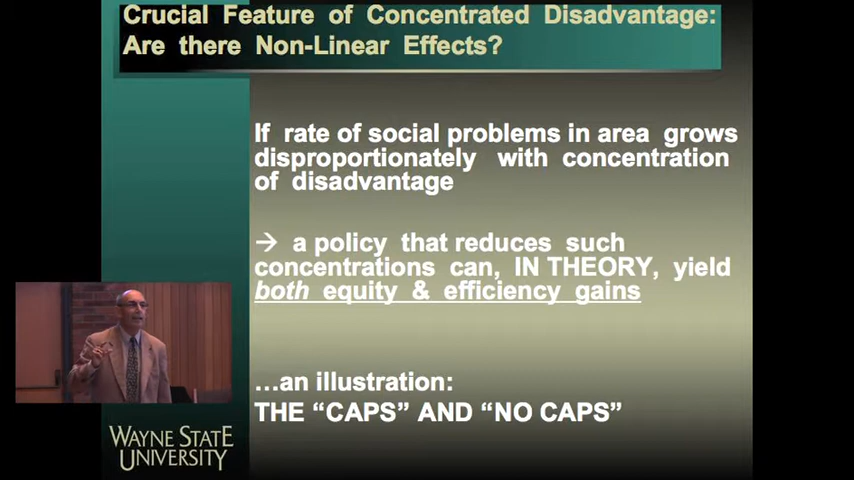 Crucial Feature of Concentrated Disadvantage:
Are there Non-Linear Effects?
If rate of social problems in area grows
disproportionately with concentration
of disadvantage
→ a policy that reduces such
concentrations can, IN THEORY, yield
both equity & efficiency gains
…an illustration:
THE “CAPS” AND “NO CAPS”
WAYNE STATE
UNIVERSITY